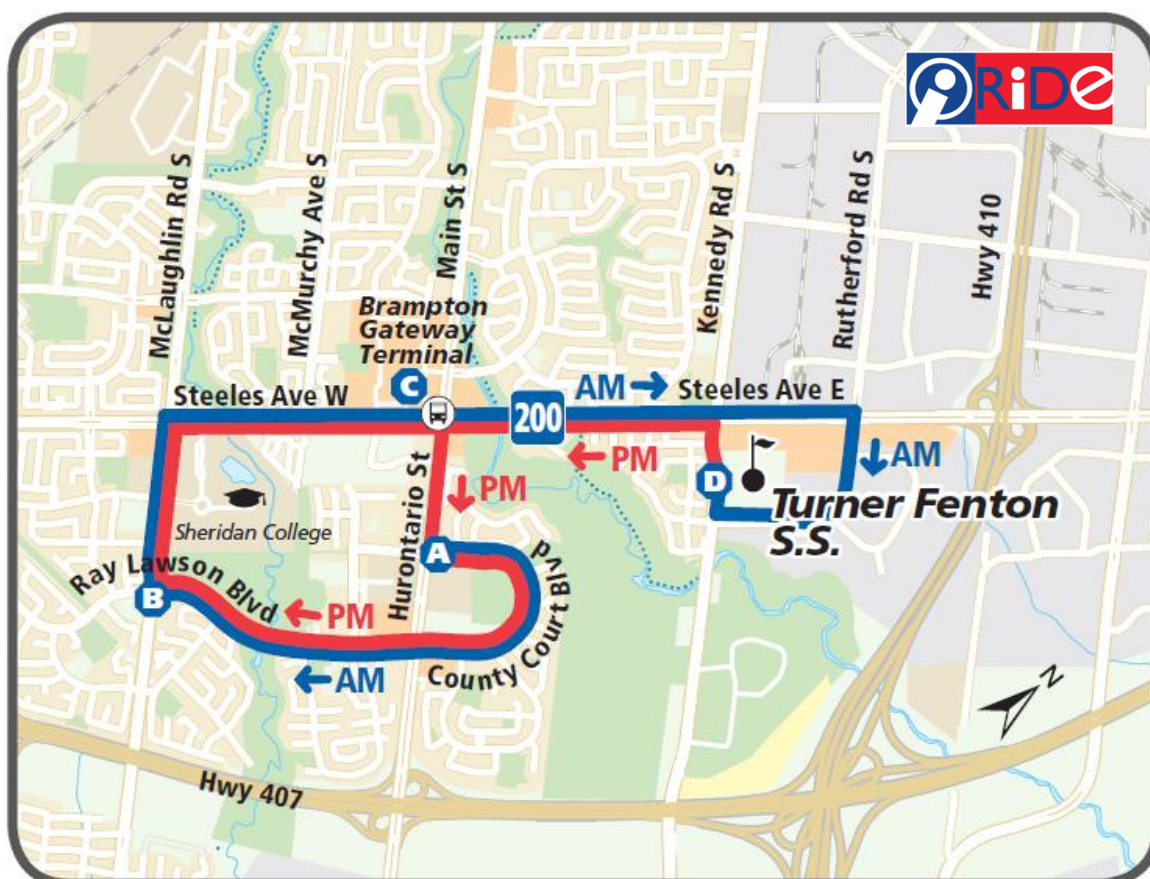 RiDE
McLaughlin Rd S
McMurchy Ave S
Main St S
Kennedy Rd S
Rutherford Rd S
Hwy 410
Brampton
Gateway
Terminal
C
Steeles Ave W
200
AM
Steeles Ave E
PM
AM
PM
D
Turner Fenton
S.S.
Sheridan College
Hurontario St
A
Ray Lawson Blvd
B
PM
County Court Blvd
AM
N
Hwy 407